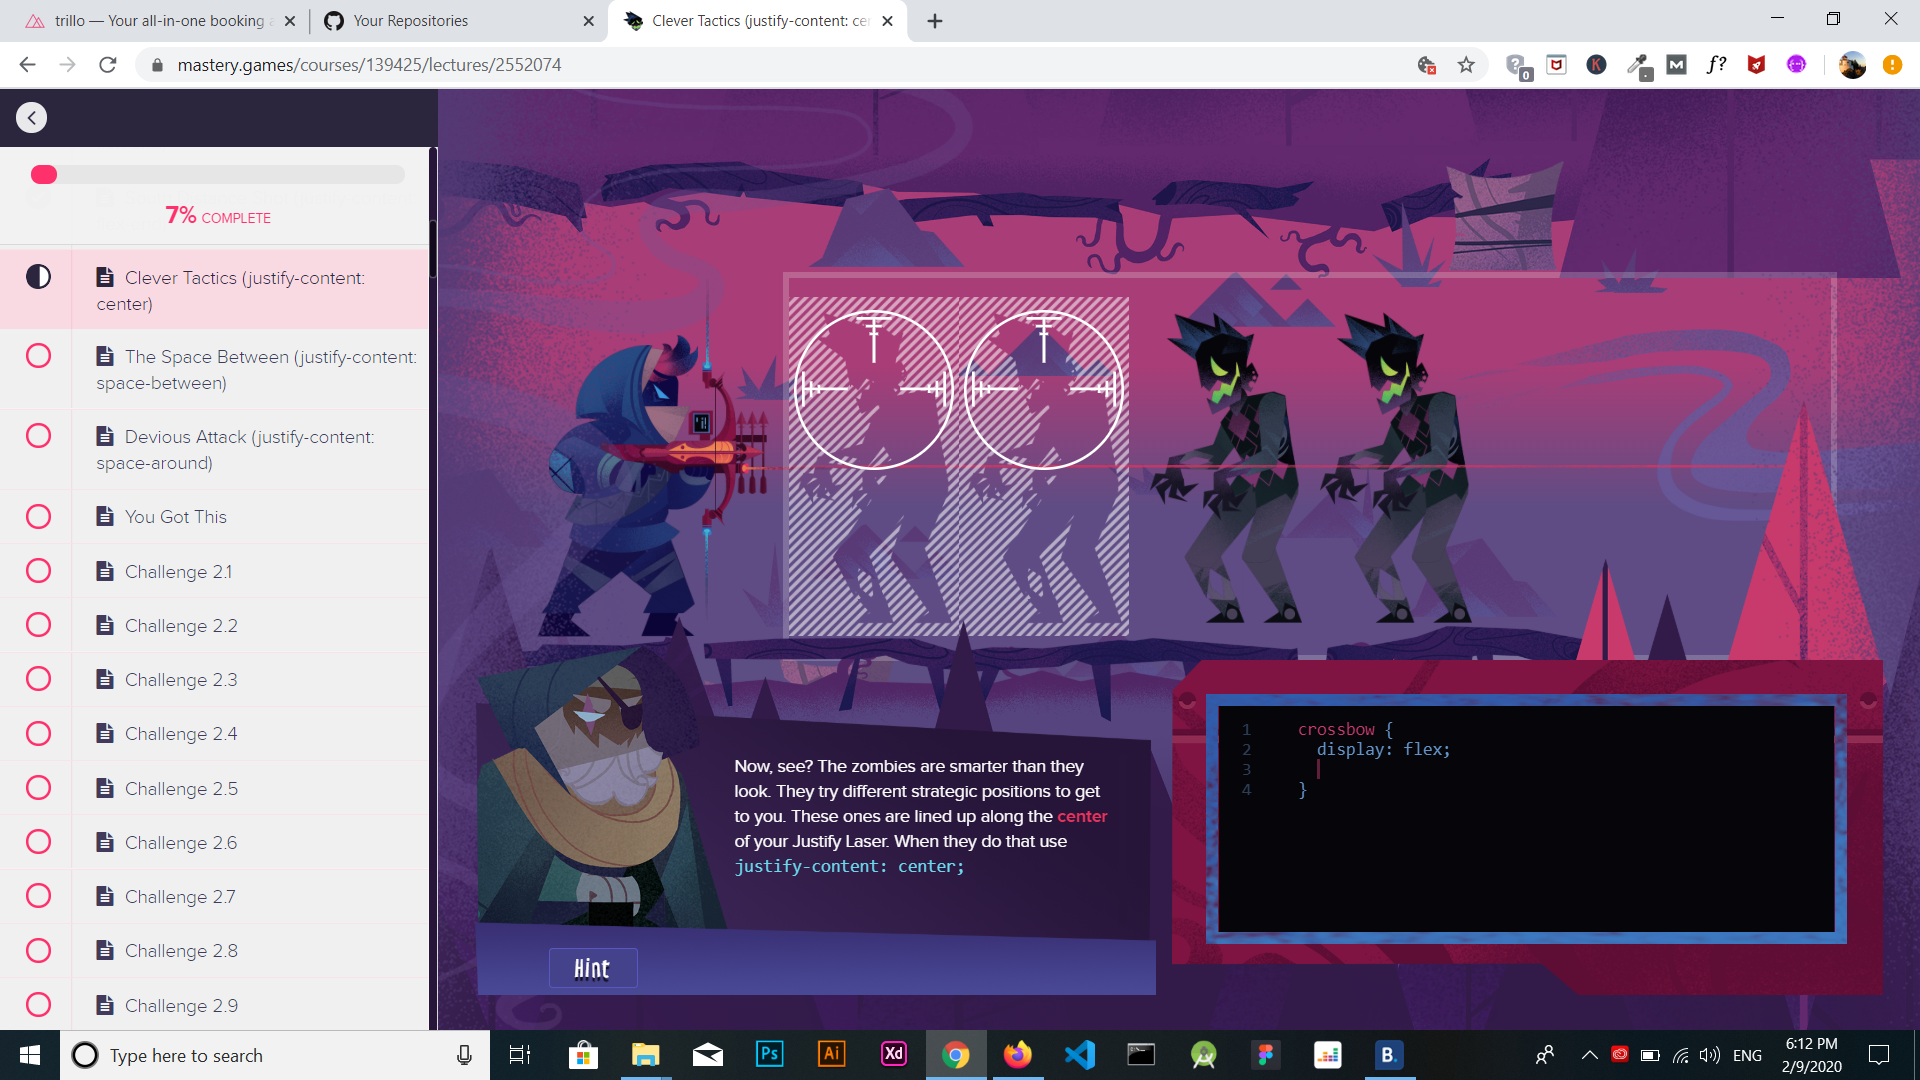 trillo — Your all-in-one booking
Your Repositories
Clever Tactics (justify-content: cer
mastery.games/courses/139425/lectures/2552074
0
K
M
f?
7% COMPLETE
Clever Tactics (justify-content:
center)
The Space Between (justify-content:
space-between)
Devious Attack (justify-content:
space-around)
You Got This
Challenge 2.1
Challenge 2.2
Challenge 2.3
Challenge 2.4
Challenge 2.5
Challenge 2.6
Challenge 2.7
Challenge 2.8
Challenge 2.9
Now, see? The zombies are smarter than they
look. They try different strategic positions to get
to you. These ones are lined up along the center
of your Justify Laser. When they do that use
justify-content: center;
Hint
1 crossbow {
2 display: flex;
3
4 }
Type here to search
Ps
Ai
Xd
B.
ENG
6:12 PM
2/9/2020